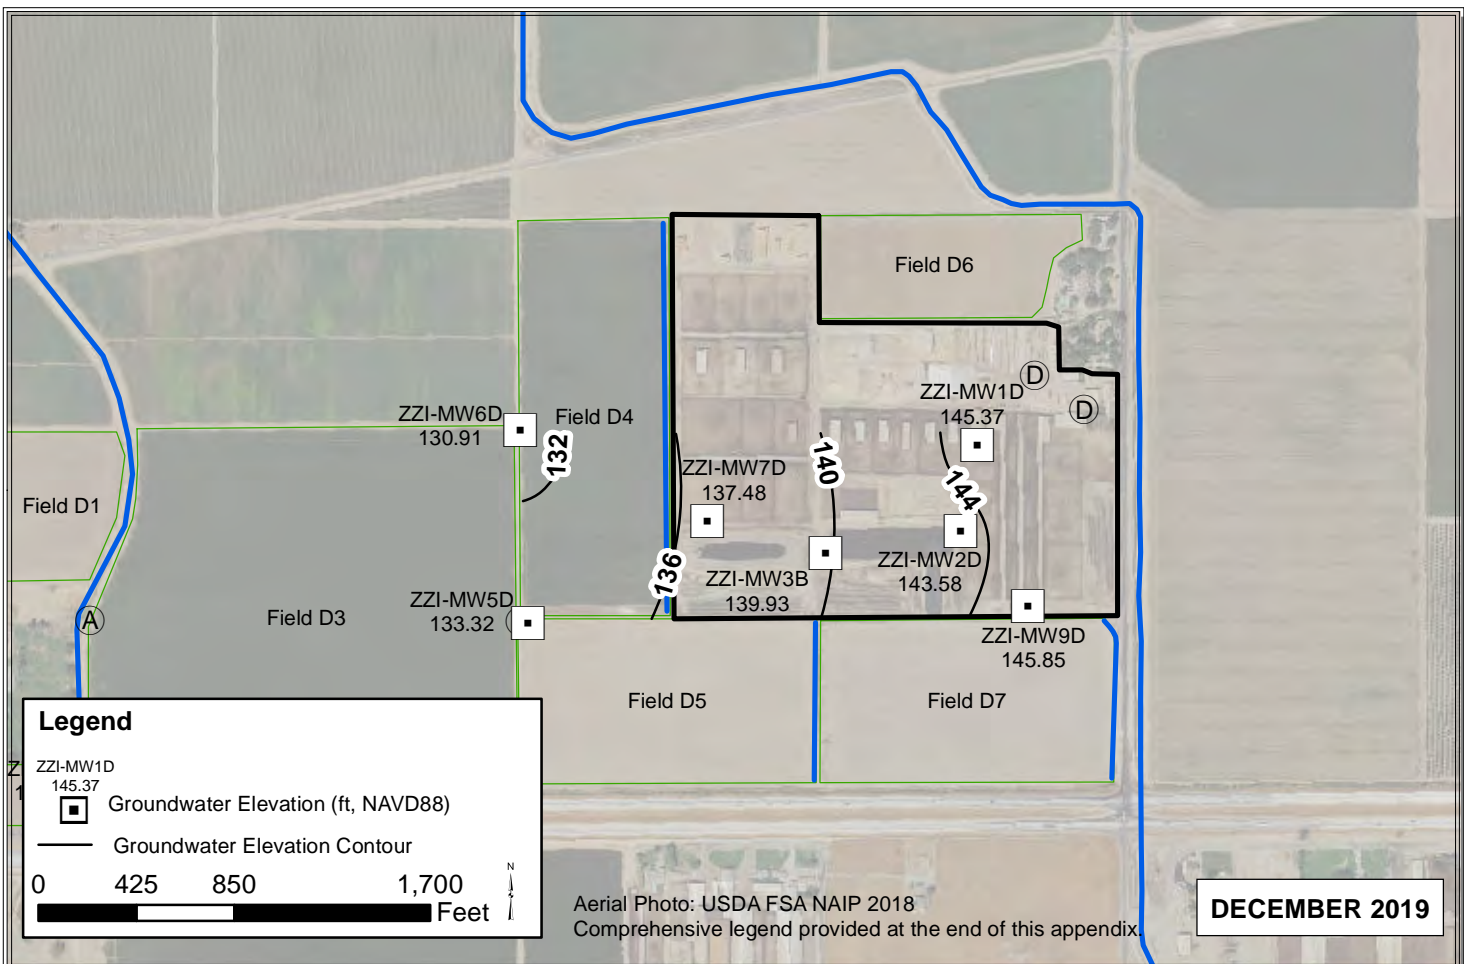 Field D6
ZZI-MW1D
145.37
D
D
ZZI-MW6D
130.91
Field D4
132
ZZI-MW7D
137.48
140
144
Field D1
136
ZZI-MW3B
139.93
ZZI-MW2D
143.58
A
Field D3
ZZI-MW5D
133.32
ZZI-MW9D
145.85
Field D5
Field D7
Z
1
Legend
ZZI-MW1D
145.37
Groundwater Elevation (ft, NAVD88)
Groundwater Elevation Contour
0 425 850 1,700
Feet
N
Aerial Photo: USDA FSA NAIP 2018
Comprehensive legend provided at the end of this appendix.
DECEMBER 2019